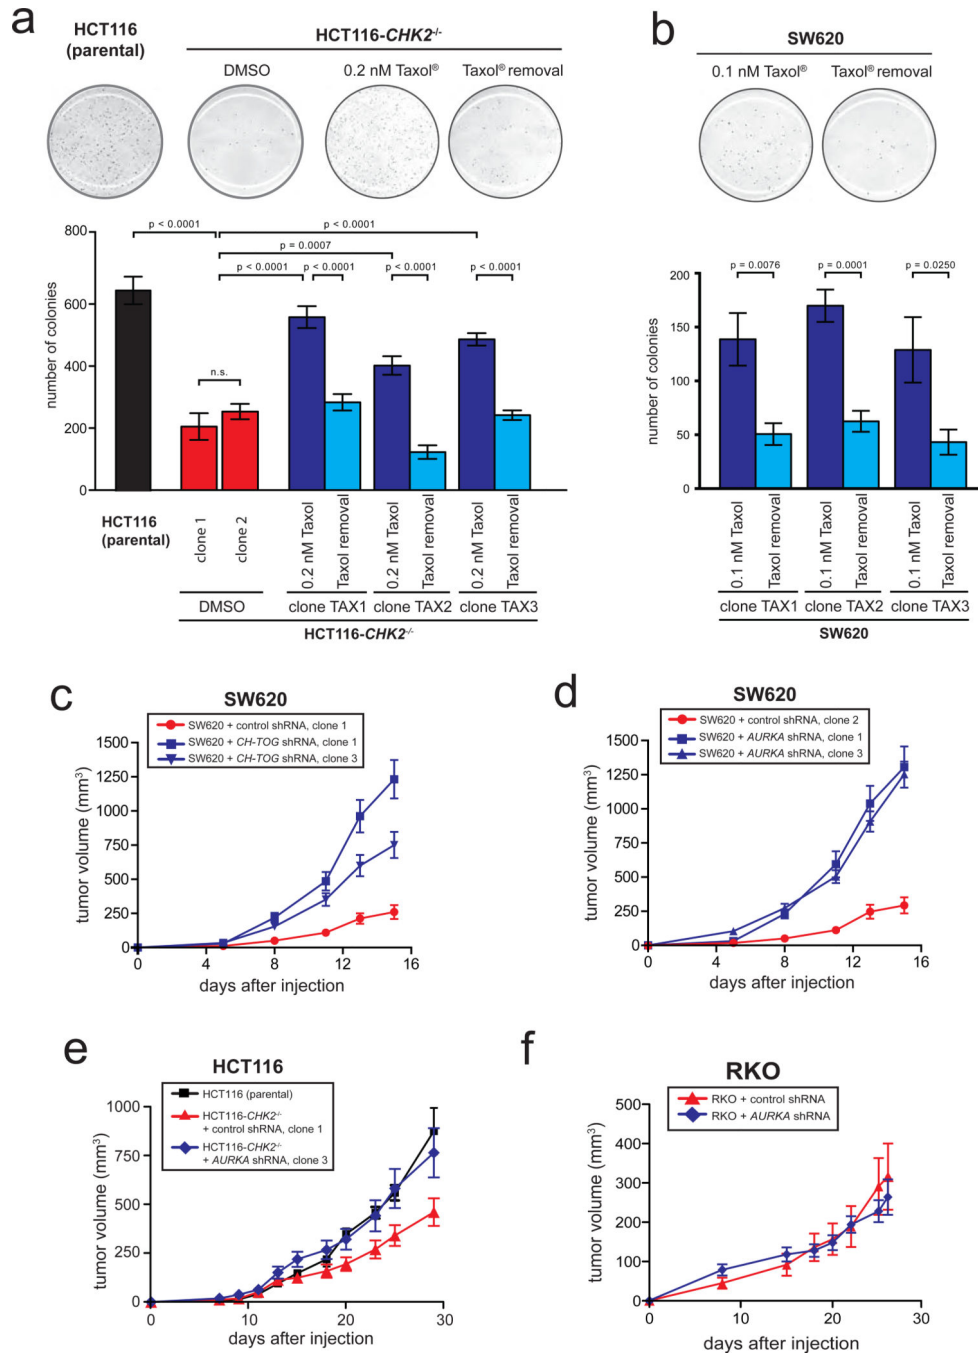 a
HCT116
(parental)
HCT116-CHK2-/-
DMSO
0.2 nM Taxol®
Taxol® removal
number of colonies
800
600
400
200
0
p < 0.0001
p < 0.0001
p = 0.0007
p < 0.0001
p < 0.0001
p < 0.0001
p < 0.0001
n.s.
HCT116
(parental)
clone 1
clone 2
0.2 nM Taxol
Taxol removal
0.2 nM Taxol
Taxol removal
0.2 nM Taxol
Taxol removal
DMSO
clone TAX1
clone TAX2
clone TAX3
HCT116-CHK2-/-
b
SW620
0.1 nM Taxol®
Taxol® removal
number of colonies
200
150
100
50
0
p = 0.0076
p = 0.0001
p = 0.0250
0.1 nM Taxol
Taxol removal
0.1 nM Taxol
Taxol removal
0.1 nM Taxol
Taxol removal
clone TAX1
clone TAX2
clone TAX3
SW620
c
SW620
SW620 + control shRNA, clone 1
SW620 + CH-TOG shRNA, clone 1
SW620 + CH-TOG shRNA, clone 3
tumor volume (mm³)
1500
1250
1000
750
500
250
0
0 4 8 12 16
days after injection
d
SW620
SW620 + control shRNA, clone 2
SW620 + AURKA shRNA, clone 1
SW620 + AURKA shRNA, clone 3
tumor volume (mm³)
1500
1250
1000
750
500
250
0
0 4 8 12 16
days after injection
e
HCT116
HCT116 (parental)
HCT116-CHK2-/-
+ control shRNA, clone 1
HCT116-CHK2-/-
+ AURKA shRNA, clone 3
tumor volume (mm³)
1000
750
500
250
0
0 10 20 30
days after injection
f
RKO
RKO + control shRNA
RKO + AURKA shRNA
tumor volume (mm³)
500
400
300
200
100
0
0 10 20 30
days after injection